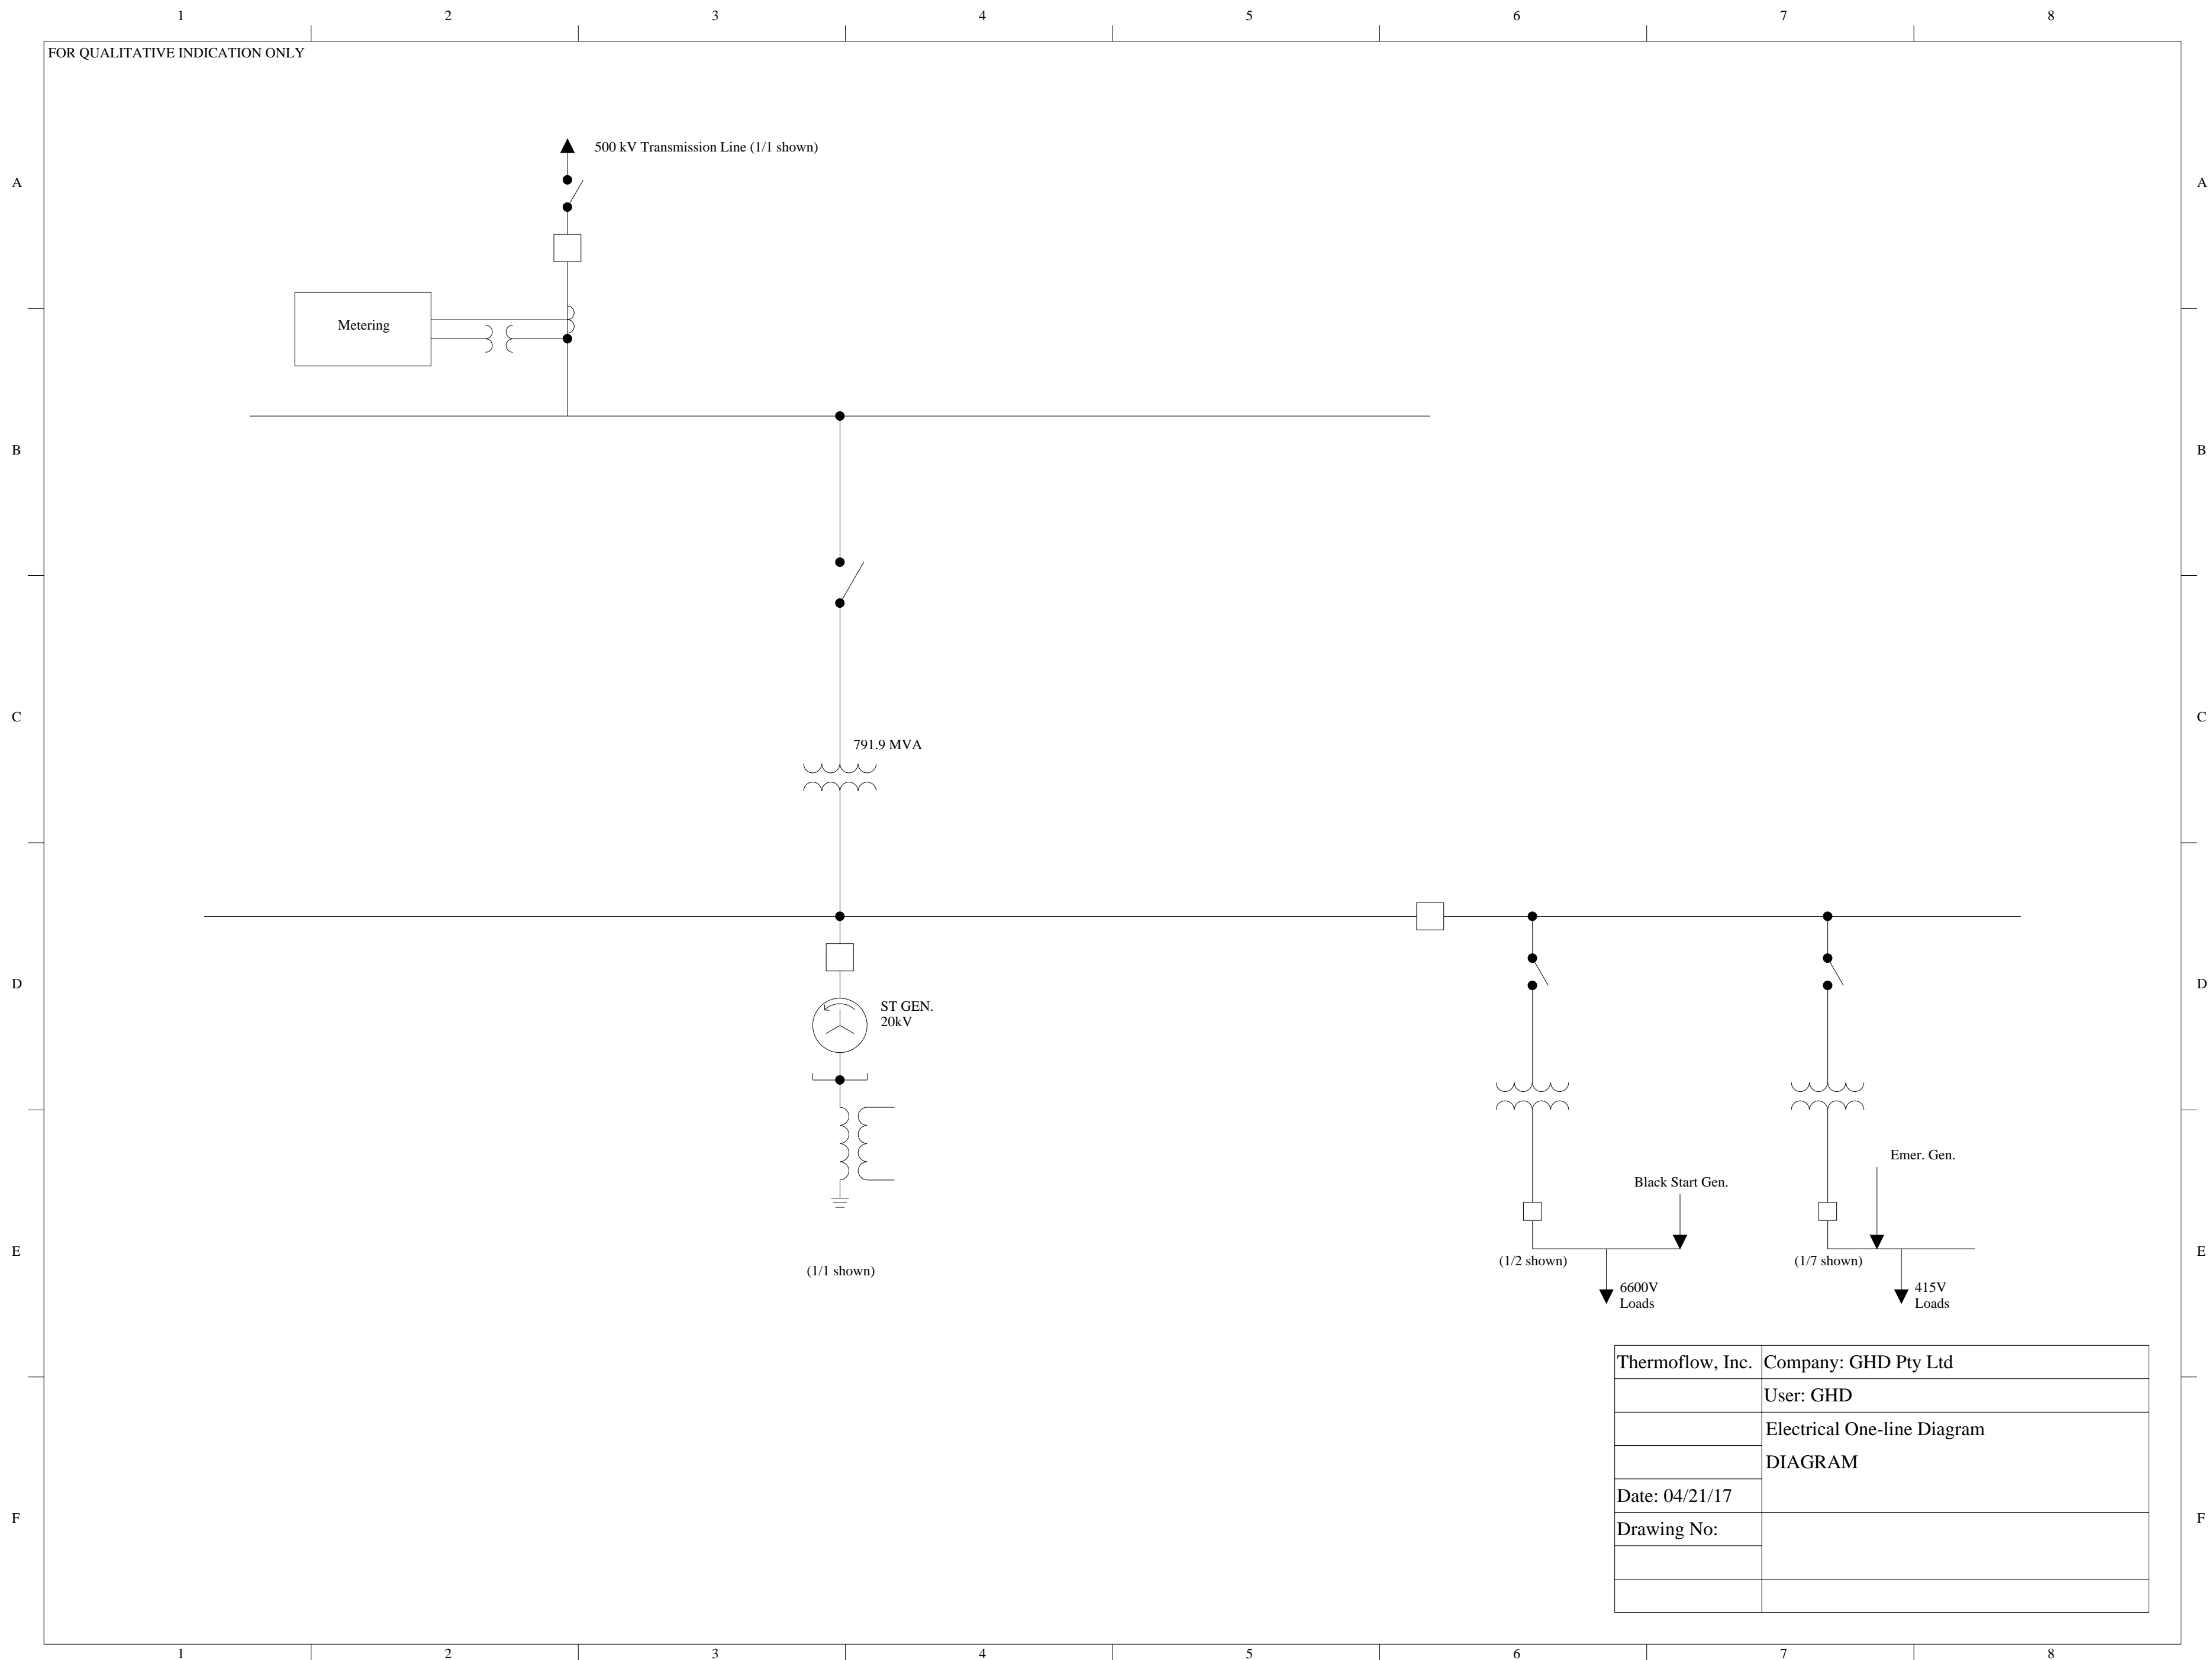 1 2 3 4 5 6 7 8
FOR QUALITATIVE INDICATION ONLY
500 kV Transmission Line (1/1 shown)
A A
Metering
B B
C C
791.9 MVA
D D
ST GEN.
20kV
Emer. Gen.
Black Start Gen.
E E
(1/2 shown)
(1/7 shown)
(1/1 shown)
6600V
Loads
415V
Loads
Thermoflow, Inc. Company: GHD Pty Ltd
User: GHD
Electrical One-line Diagram
DIAGRAM
Date: 04/21/17
F F
Drawing No:
1 2 3 4 5 6 7 8